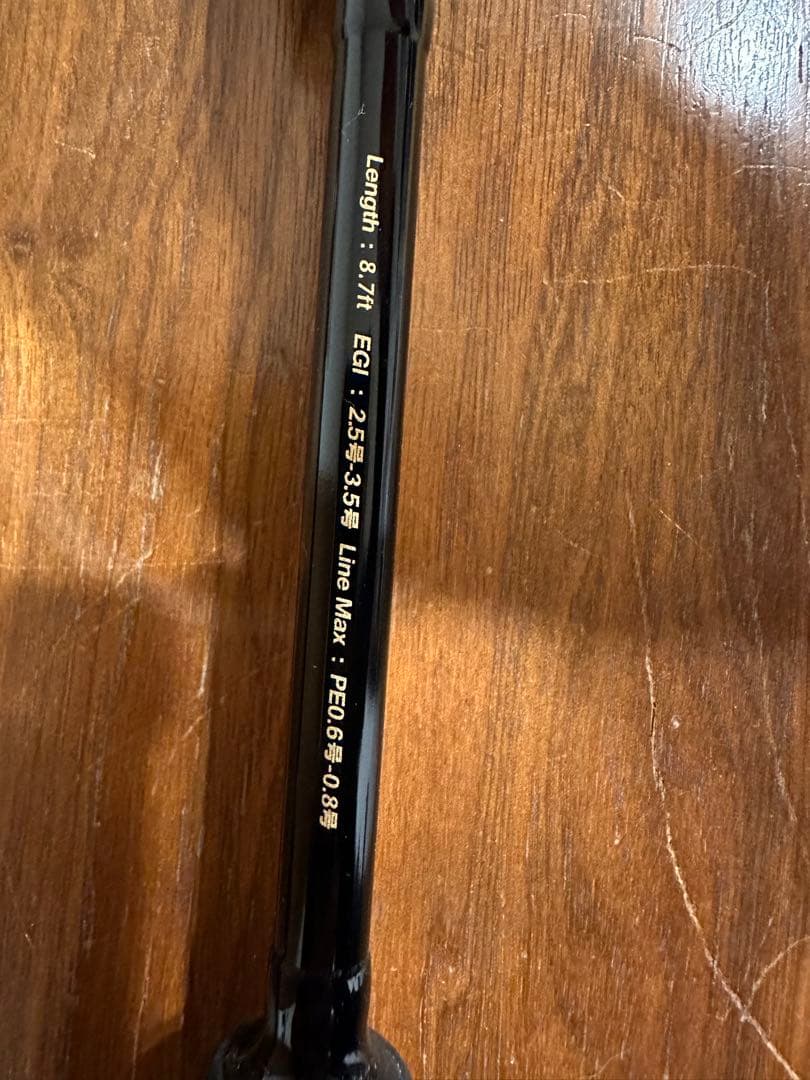 Length : 8.7ft EGI : 2.5号-3.5号 Line Max : PE0.6号-0.8号